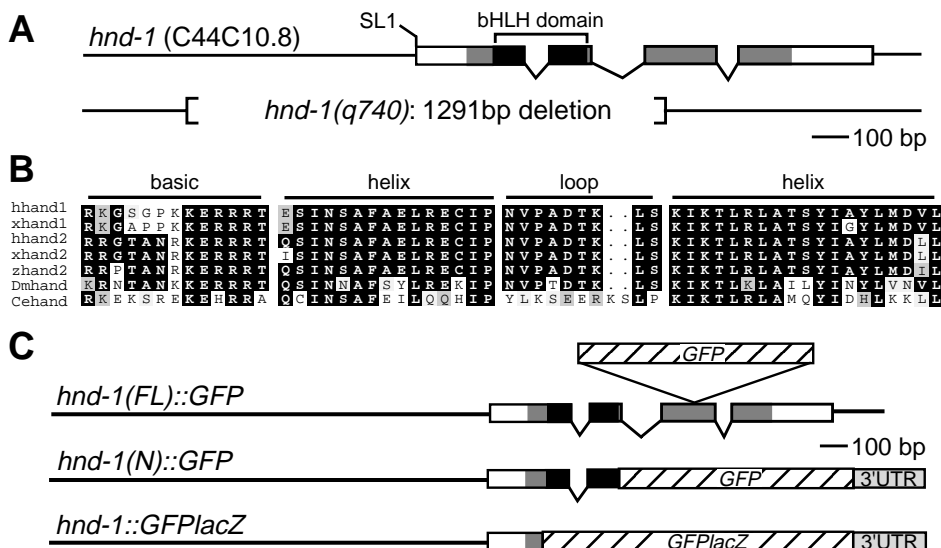 A
SL1
bHLH domain
hnd-1 (C44C10.8)
hnd-1(q740): 1291bp deletion
100 bp
B
basic helix loop helix
hhand1 RKGSGPKKERRRT ESINSAFAELRECIP NVPADTK..LS KIKTLRLATSYIAYLMDVL
xhand1 RKGAPPKKERRRT ESINSAFAELRECIP NVPADTK..LS KIKTLRLATSYIGYLMDVL
hhand2 RRGTANRKERRRT QSINSAFAELRECIP NVPADTK..LS KIKTLRLATSYIAYLMDLL
xhand2 RRGTANRKERRRT ISINSAFAELRECIP NVPADTK..LS KIKTLRLATSYIAYLMDLL
zhand2 RRPTANRKERRRT QSINSAFAELRECIP NVPADTK..LS KIKTLRLATSYIAYLMDIL
Dmhand KRNTANKKERRRT QSINNAFSYLREKIP NVPTDTK..LS KIKTLKLAILYINYLVNVL
Cehand RKEKSREKEHRRA QCINSAFEILQQHIP YLKSEERKSLP KIKTLRLAMQYIDHLKKLL
C
GFP
hnd-1(FL)::GFP
100 bp
hnd-1(N)::GFP
GFP 3'UTR
hnd-1::GFPlacZ
GFPlacZ 3'UTR